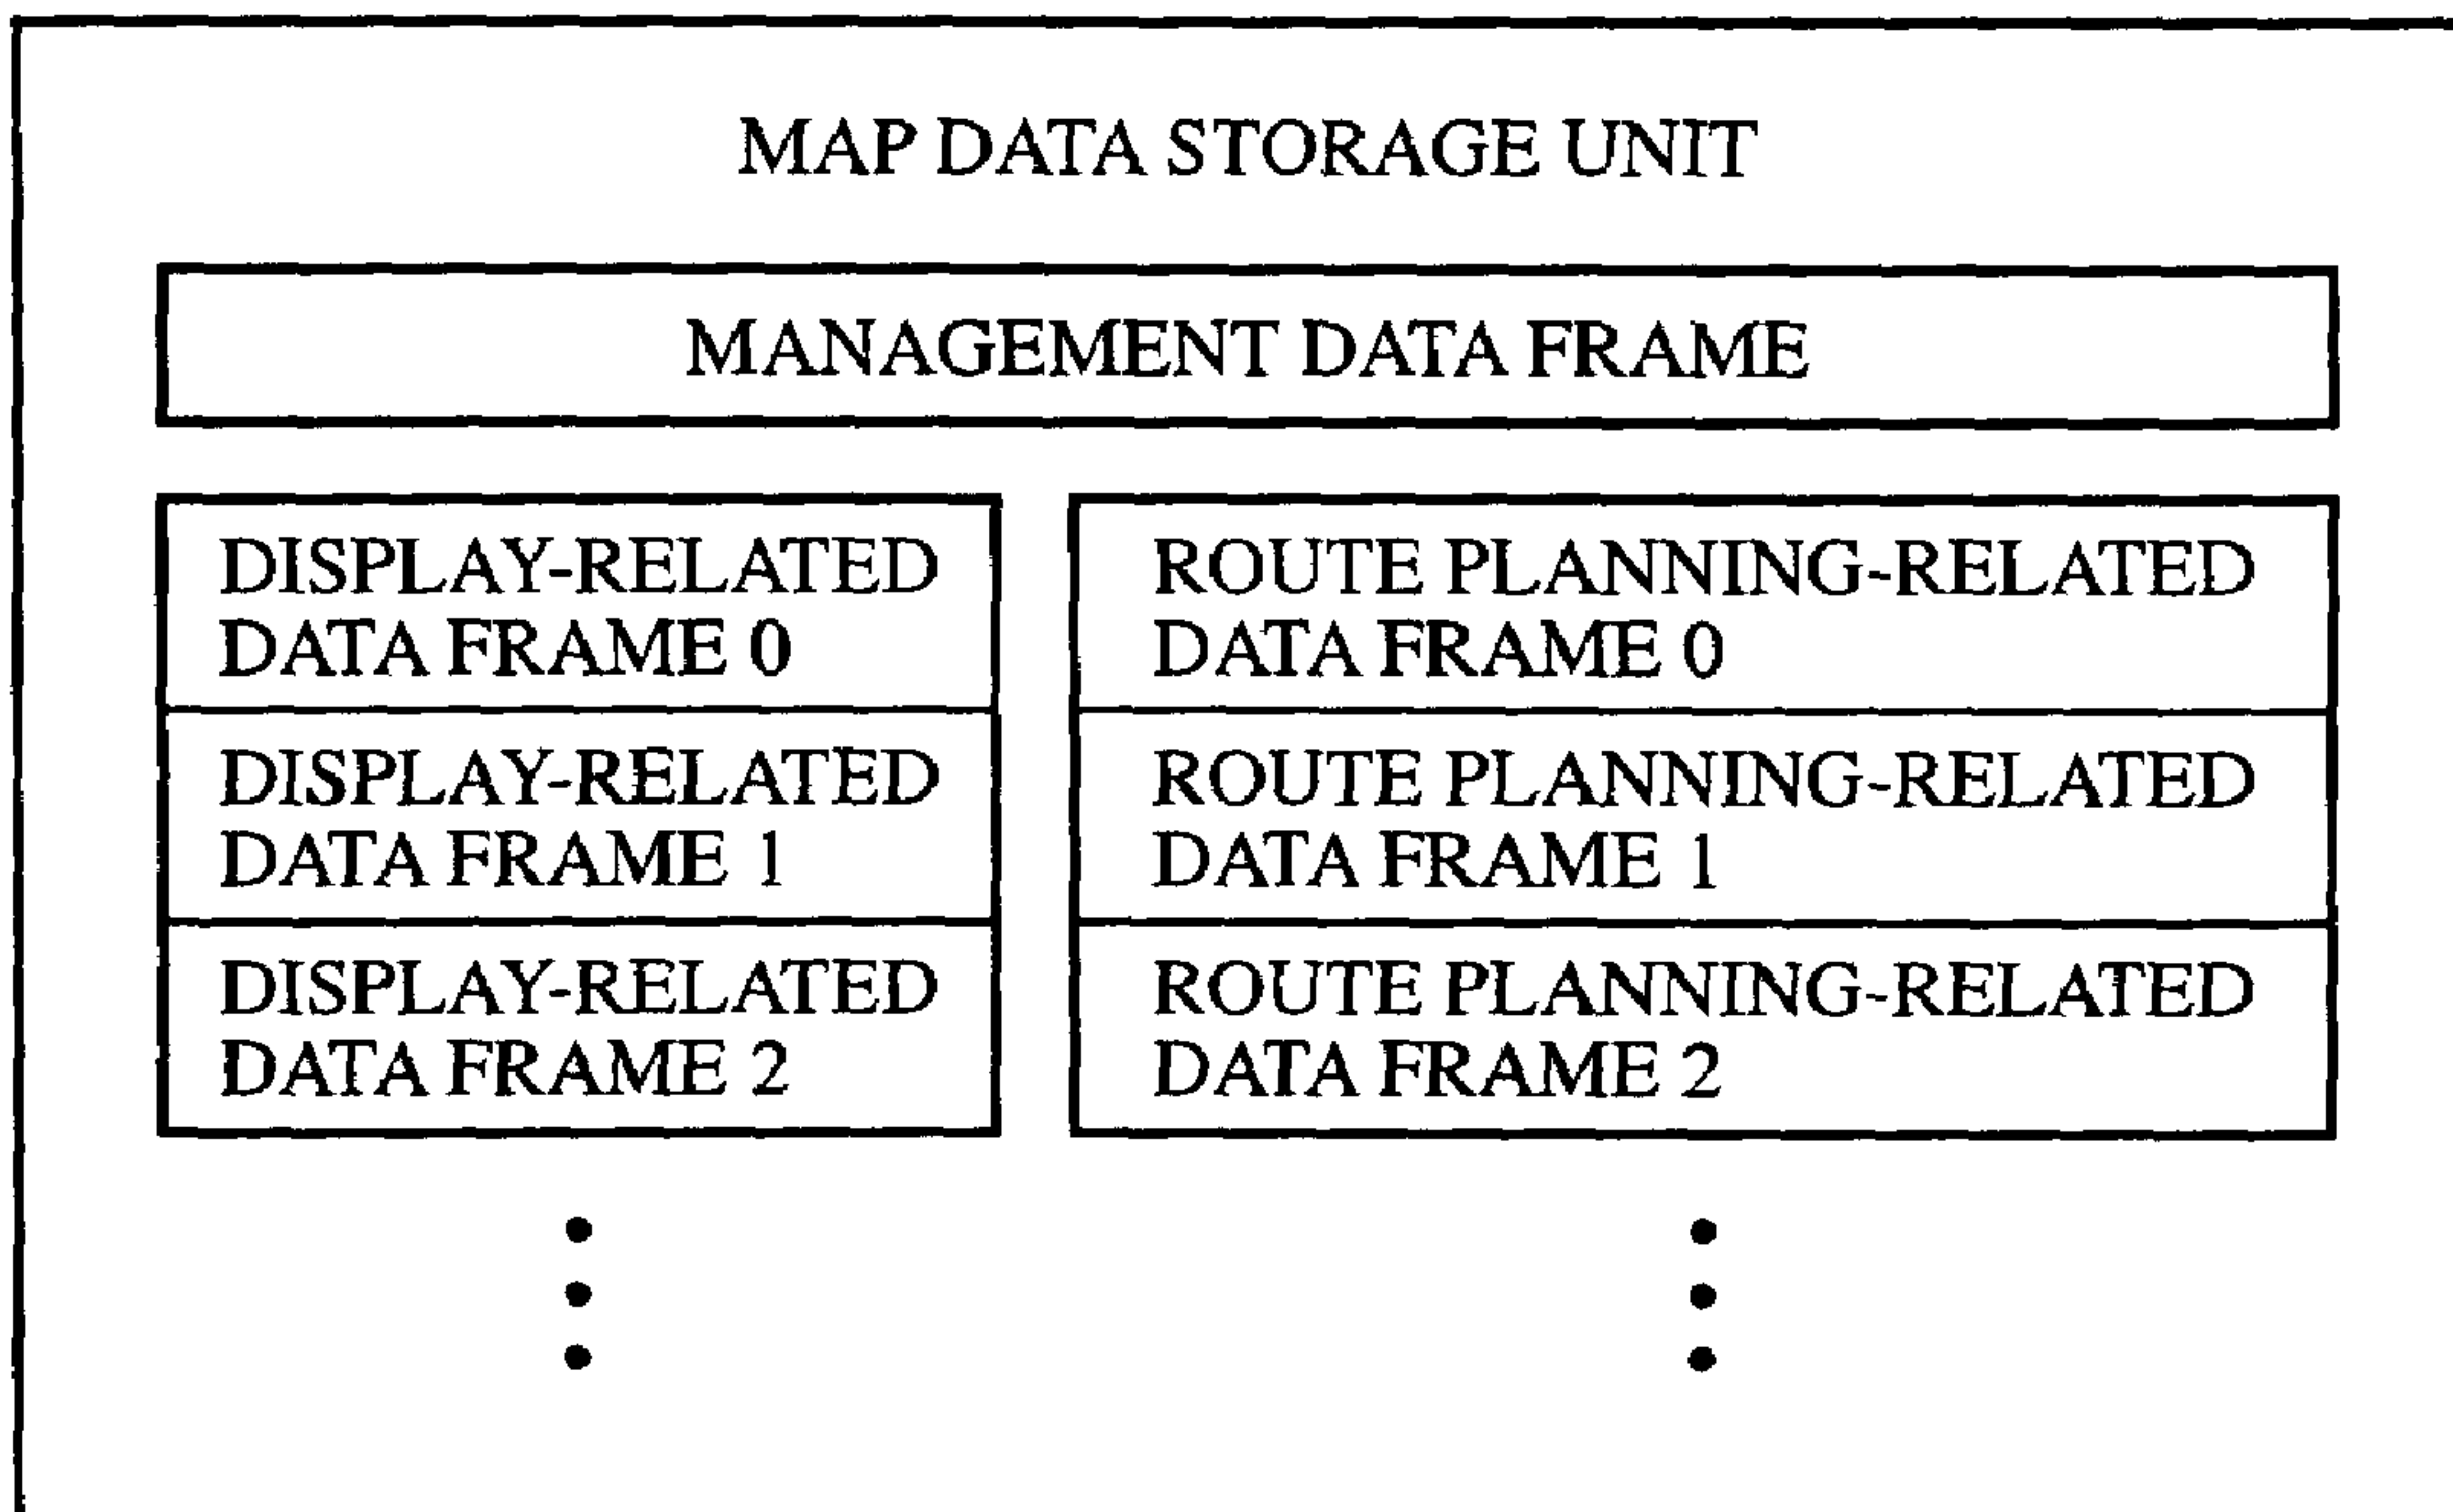 MAP DATA STORAGE UNIT
MANAGEMENT DATA FRAME
DISPLAY-RELATED
DATA FRAME 0
DISPLAY-RELATED
DATA FRAME 1
DISPLAY-RELATED
DATA FRAME 2
ROUTE PLANNING-RELATED
DATA FRAME 0
ROUTE PLANNING-RELATED
DATA FRAME 1
ROUTE PLANNING-RELATED
DATA FRAME 2